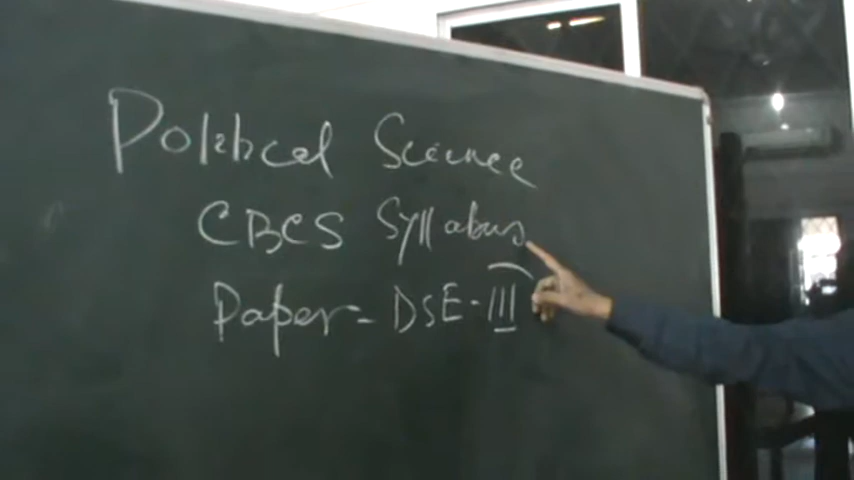 Political Science
CBCS Syllabus
Paper - DSE - III